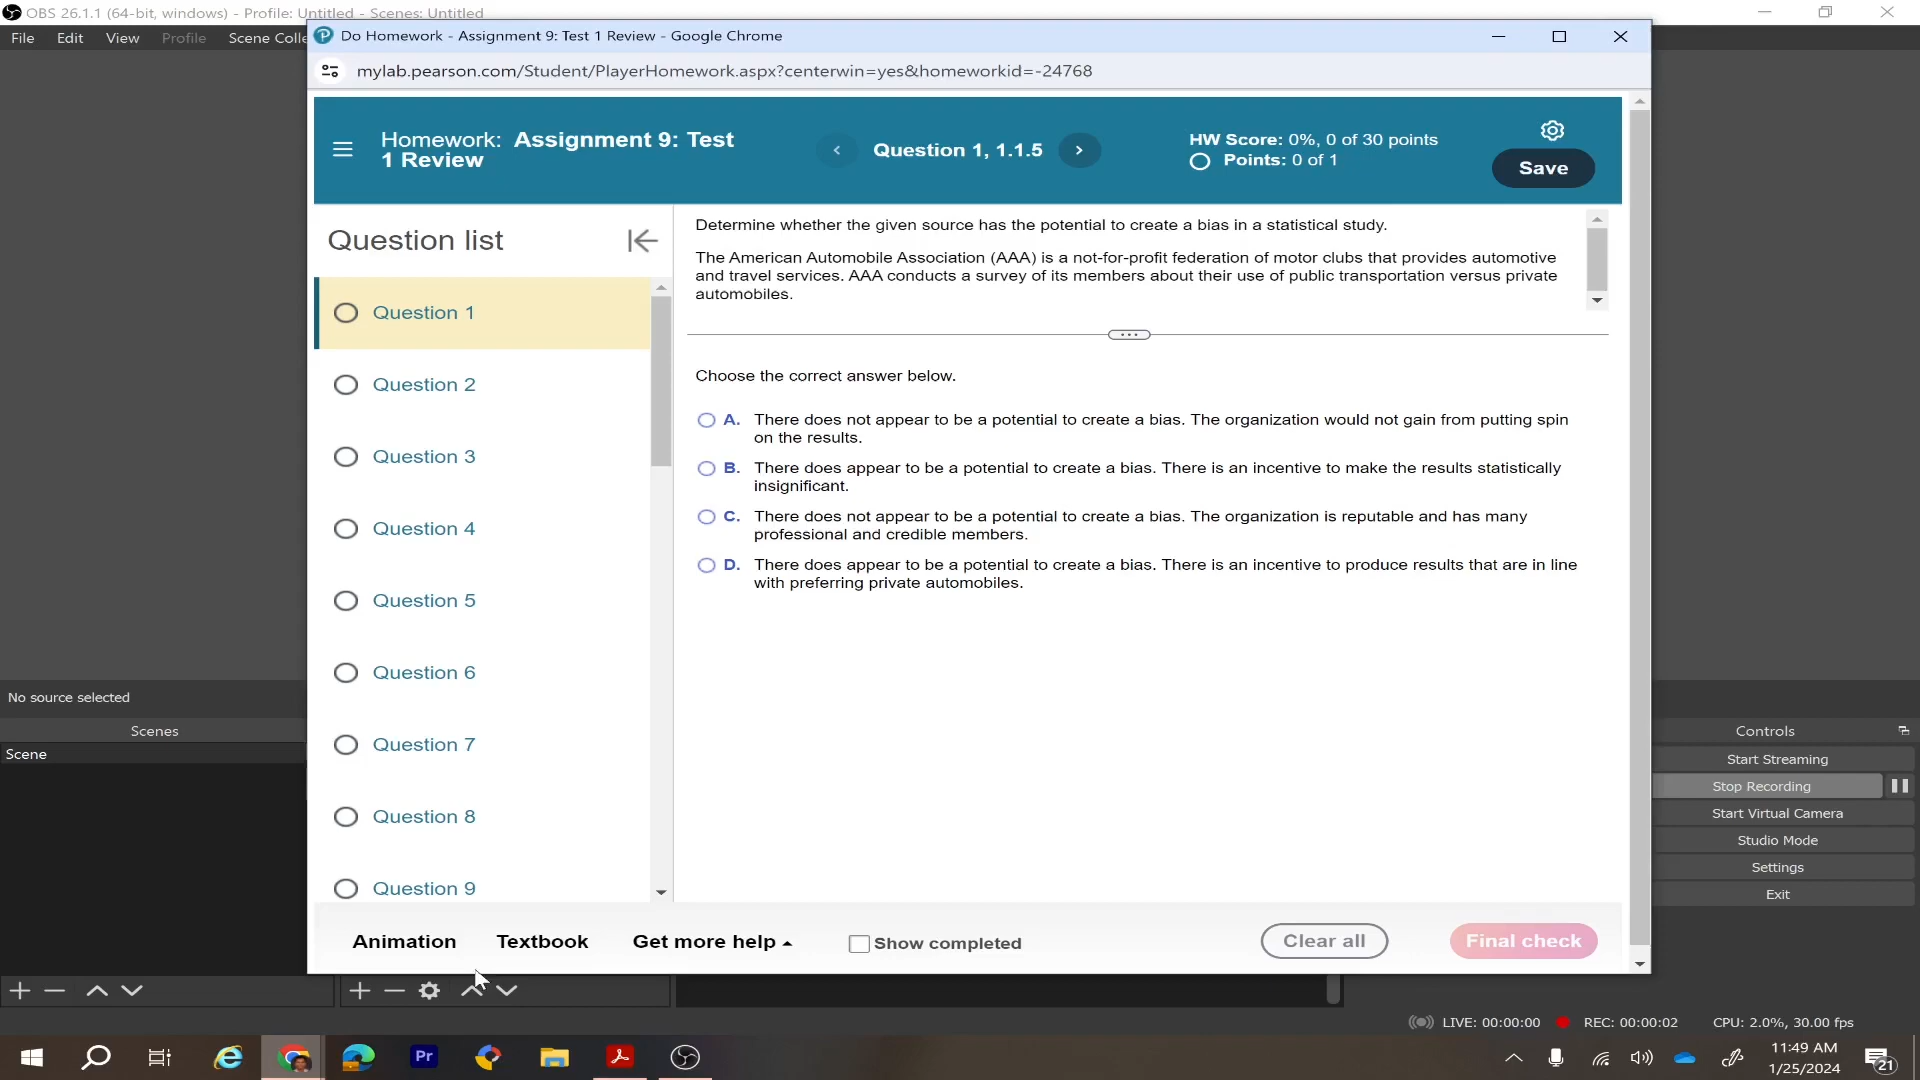 OBS 26.1.1 (64-bit, windows) - Profile: Untitled - Scenes: Untitled
File Edit View Profile Scene Colle
Do Homework - Assignment 9: Test 1 Review - Google Chrome
mylab.pearson.com/Student/PlayerHomework.aspx?centerwin=yes&homeworkid=-24768
Homework: Assignment 9: Test
1 Review
Question 1, 1.1.5
HW Score: 0%, 0 of 30 points
Points: 0 of 1
Save
Question list
Question 1
Question 2
Question 3
Question 4
Question 5
Question 6
Question 7
Question 8
Question 9
Determine whether the given source has the potential to create a bias in a statistical study.
The American Automobile Association (AAA) is a not-for-profit federation of motor clubs that provides automotive
and travel services. AAA conducts a survey of its members about their use of public transportation versus private
automobiles.
Choose the correct answer below.
A. There does not appear to be a potential to create a bias. The organization would not gain from putting spin
on the results.
B. There does appear to be a potential to create a bias. There is an incentive to make the results statistically
insignificant.
C. There does not appear to be a potential to create a bias. The organization is reputable and has many
professional and credible members.
D. There does appear to be a potential to create a bias. There is an incentive to produce results that are in line
with preferring private automobiles.
Animation Textbook Get more help Show completed Clear all Final check
No source selected
Scenes
Scene
Controls
Start Streaming
Stop Recording
Start Virtual Camera
Studio Mode
Settings
Exit
LIVE: 00:00:00 REC: 00:00:02 CPU: 2.0%, 30.00 fps
Pr
11:49 AM
1/25/2024
21